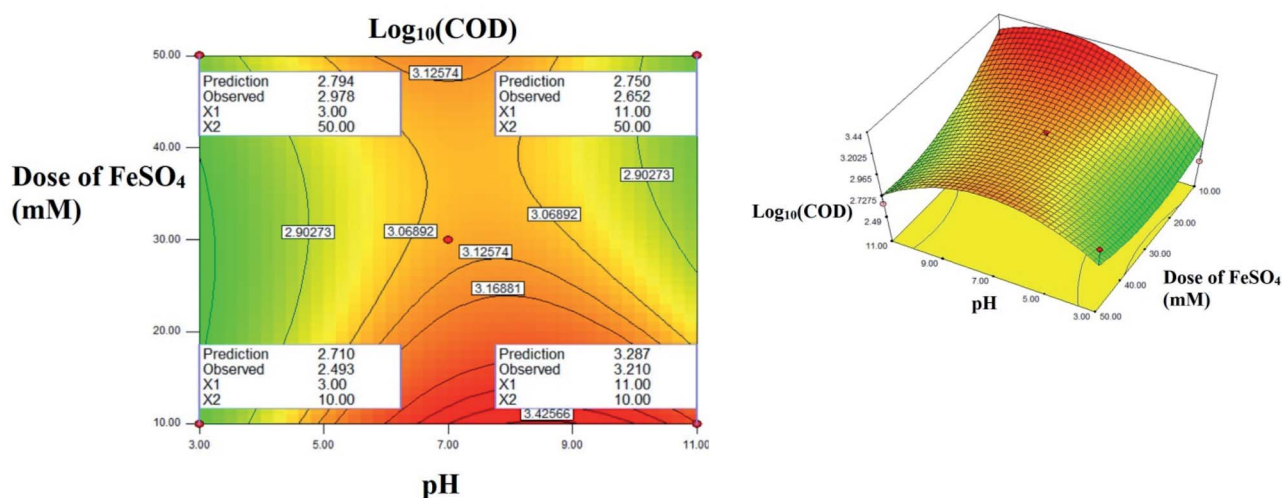 Log₁₀(COD)
50.00
3.12574
Prediction 2.794
Observed 2.978
X1 3.00
X2 50.00
Prediction 2.750
Observed 2.652
X1 11.00
X2 50.00
40.00
Dose of FeSO₄
(mM)
2.90273
2.90273
3.06892
3.06892
30.00
3.12574
3.16881
20.00
Prediction 2.710
Observed 2.493
X1 3.00
X2 10.00
Prediction 3.287
Observed 3.210
X1 11.00
X2 10.00
3.42566
10.00
3.00 5.00 7.00 9.00 11.00
pH
3.44
3.2025
2.965
2.7275
2.49
Log₁₀(COD)
11.00
9.00
7.00
5.00
3.00
pH
10.00
20.00
30.00
40.00
50.00
Dose of FeSO₄
(mM)